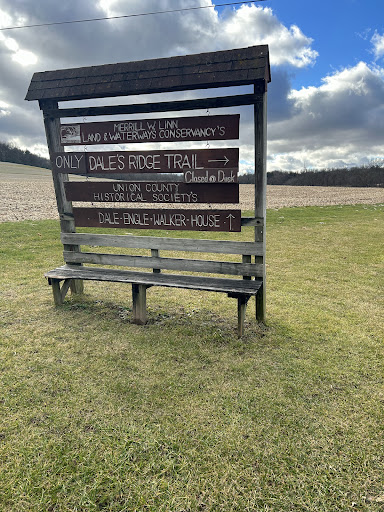 MERRILL W. LINN
LAND & WATERWAYS CONSERVANCY'S
ONLY DALE'S RIDGE TRAIL →
Closed @ Dusk
UNION COUNTY
HISTORICAL SOCIETY'S
DALE·ENGLE·WALKER·HOUSE ↑